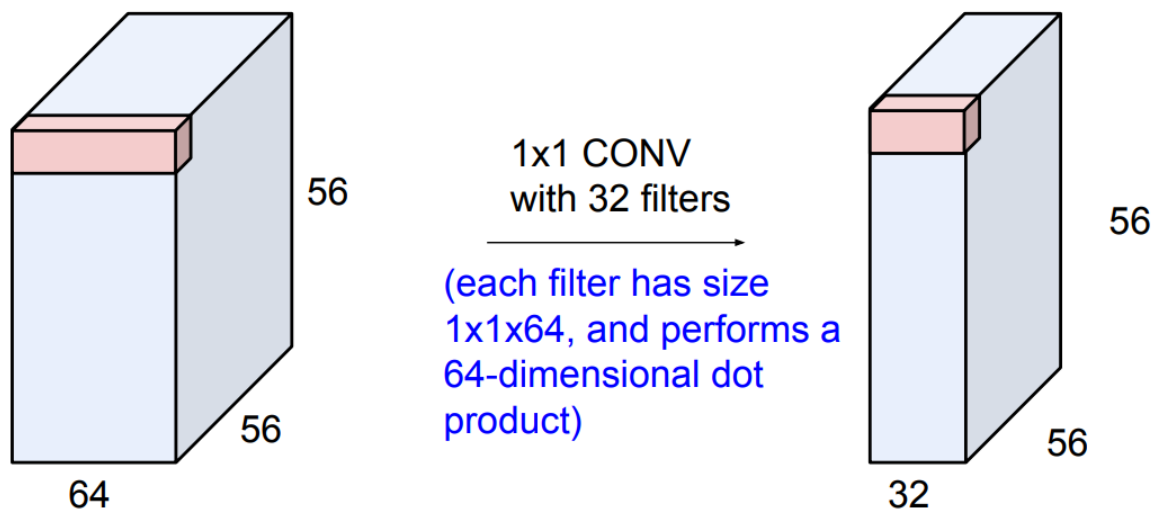 56
56
64
1x1 CONV
with 32 filters
(each filter has size
1x1x64, and performs a
64-dimensional dot
product)
56
56
32